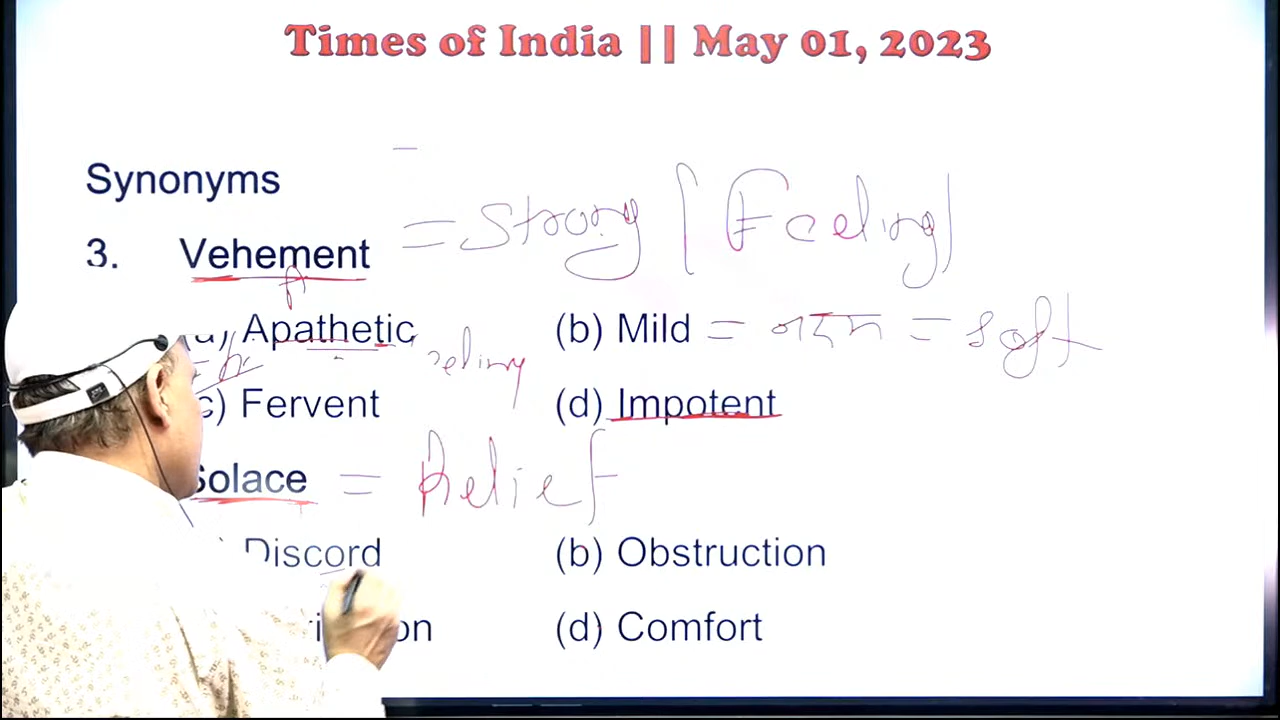 Times of India || May 01, 2023
Synonyms
= Strong (Feeling)
3. Vehement
Apathetic
(b) Mild = नरम = soft
c) Fervent
(d) Impotent
Solace = Relief
Discord
(b) Obstruction
(d) Comfort